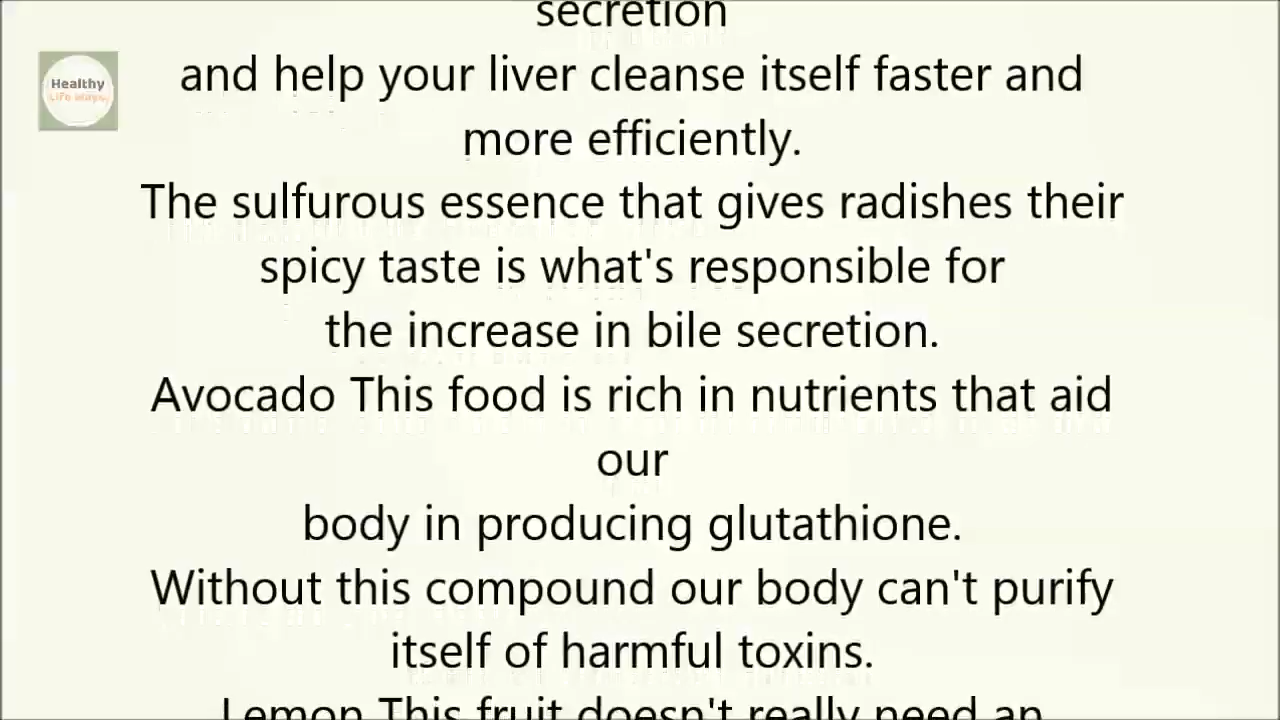 secretion
Healthy
Life Ways
and help your liver cleanse itself faster and
more efficiently.
The sulfurous essence that gives radishes their
spicy taste is what's responsible for
the increase in bile secretion.
Avocado This food is rich in nutrients that aid
our
body in producing glutathione.
Without this compound our body can't purify
itself of harmful toxins.
Lemon This fruit doesn't really need an